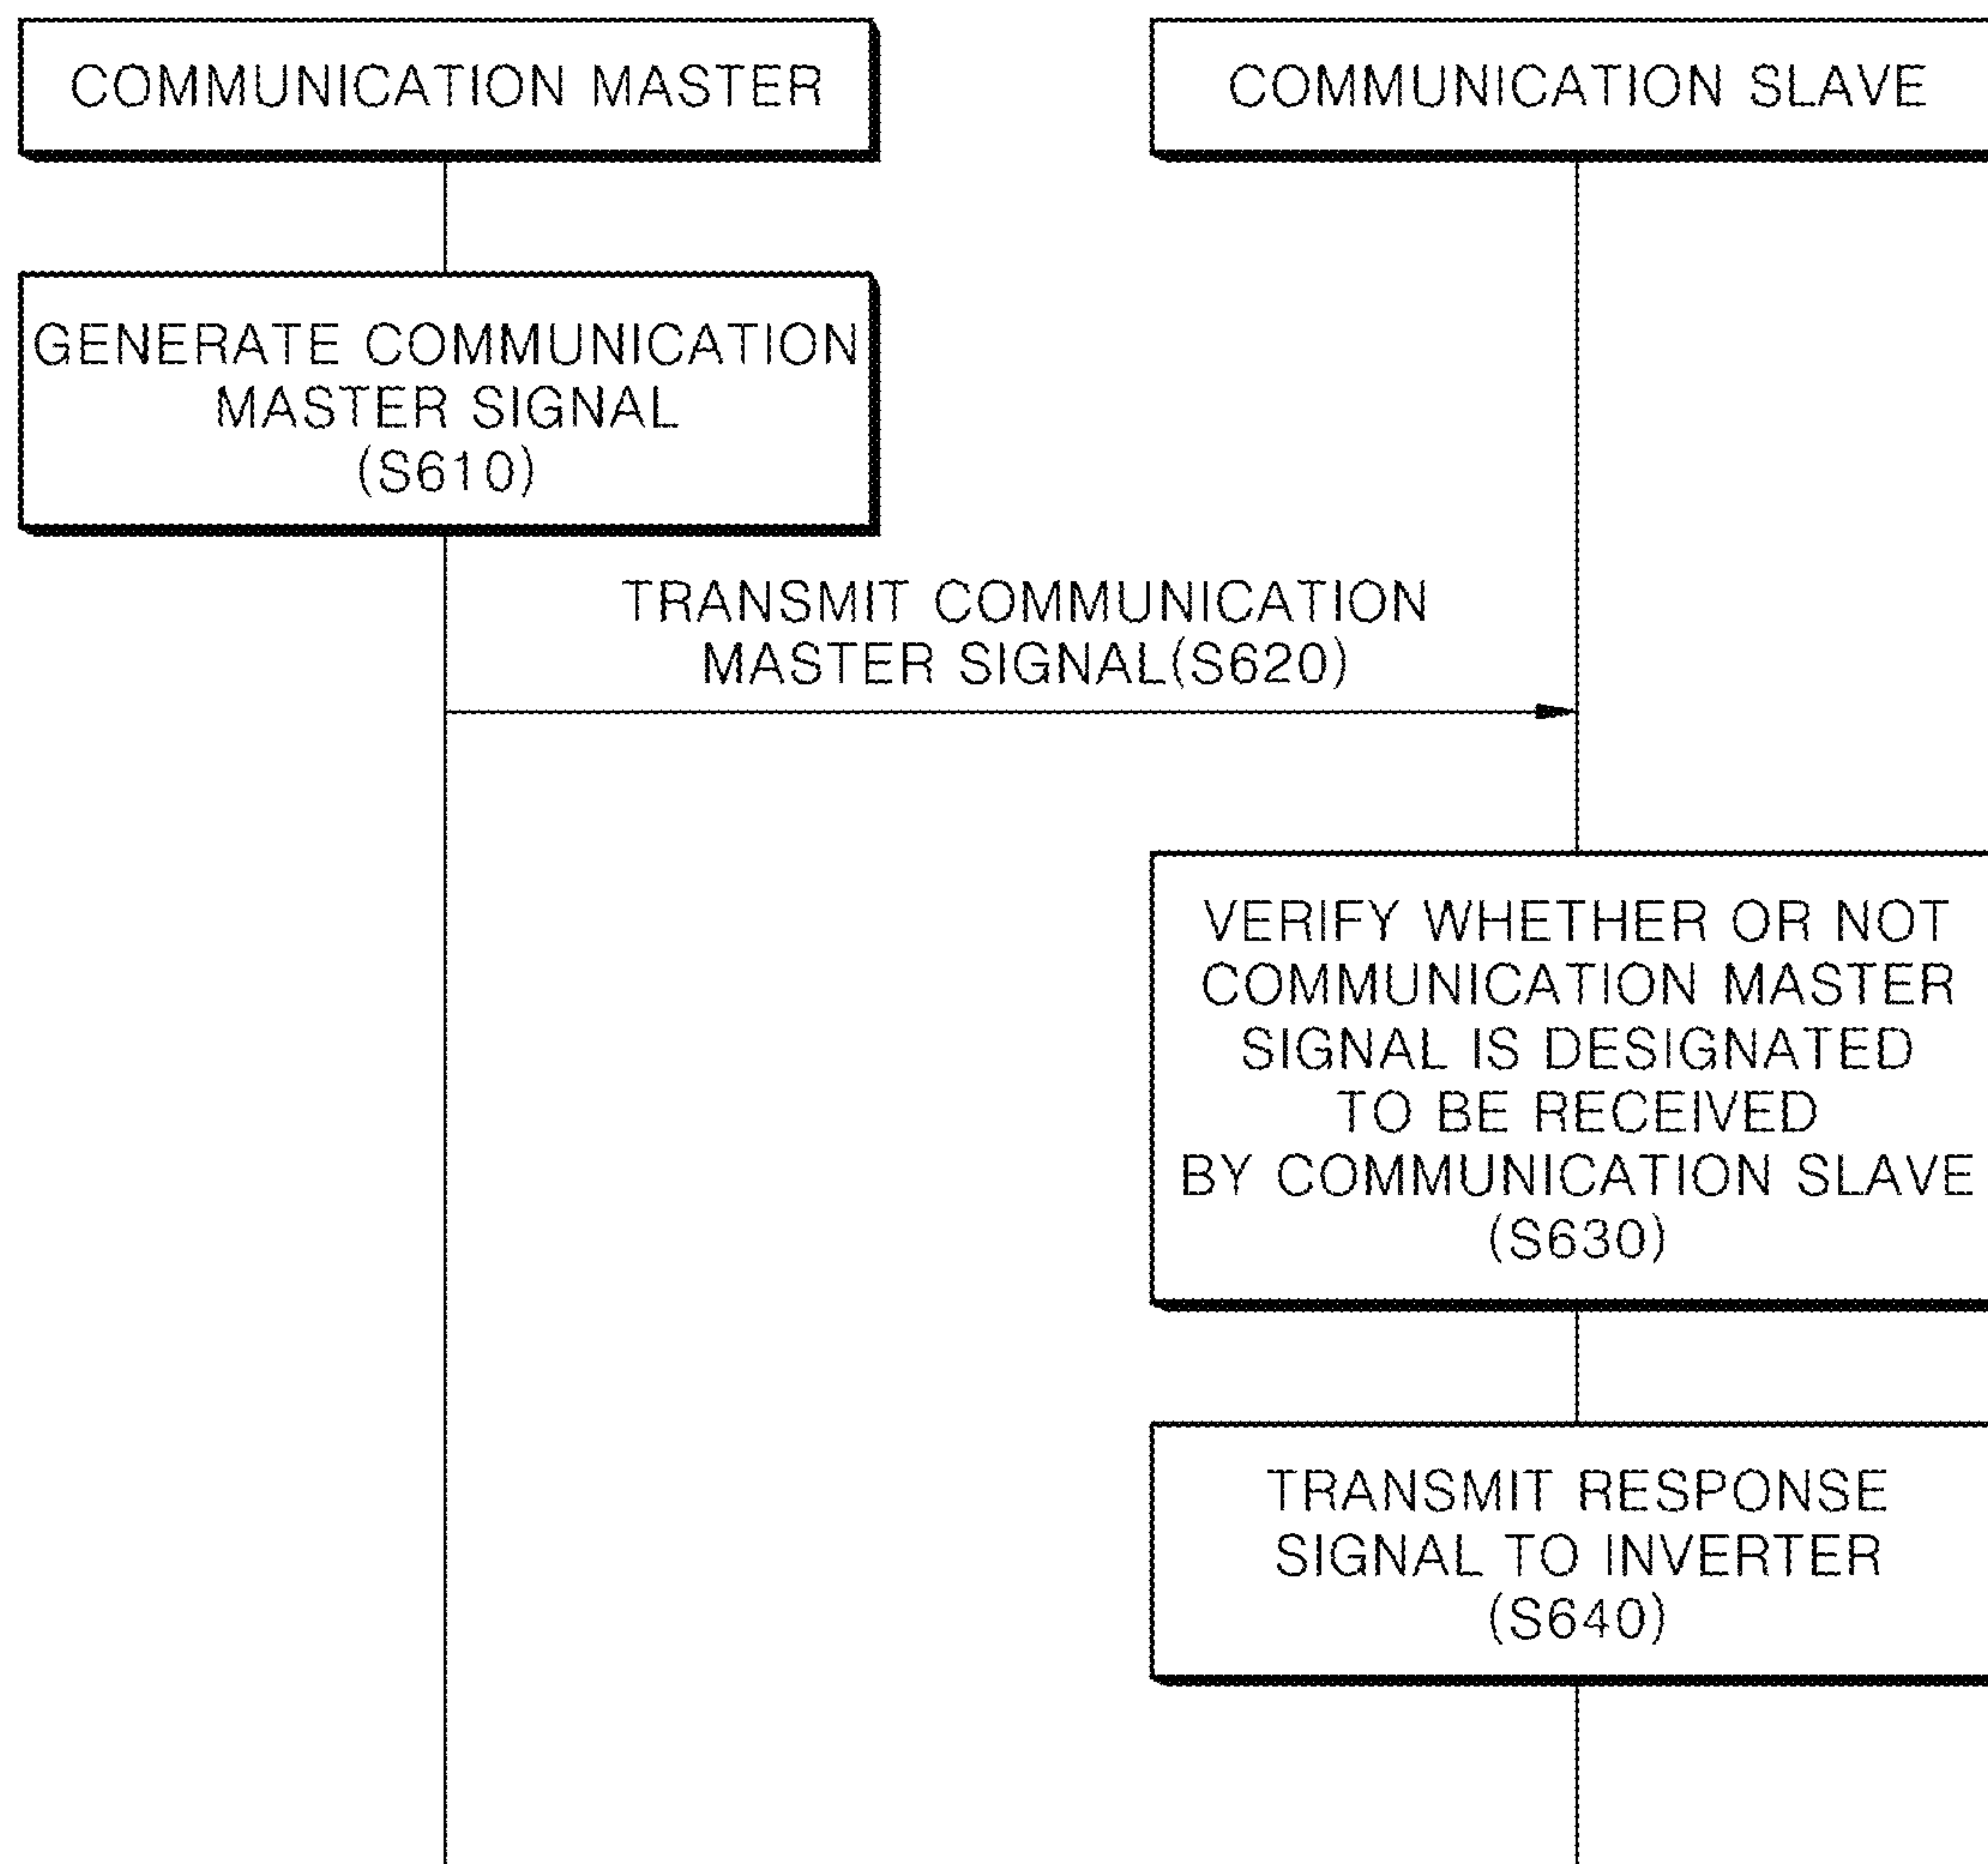 COMMUNICATION MASTER
COMMUNICATION SLAVE
GENERATE COMMUNICATION
MASTER SIGNAL
(S610)
TRANSMIT COMMUNICATION
MASTER SIGNAL(S620)
VERIFY WHETHER OR NOT
COMMUNICATION MASTER
SIGNAL IS DESIGNATED
TO BE RECEIVED
BY COMMUNICATION SLAVE
(S630)
TRANSMIT RESPONSE
SIGNAL TO INVERTER
(S640)